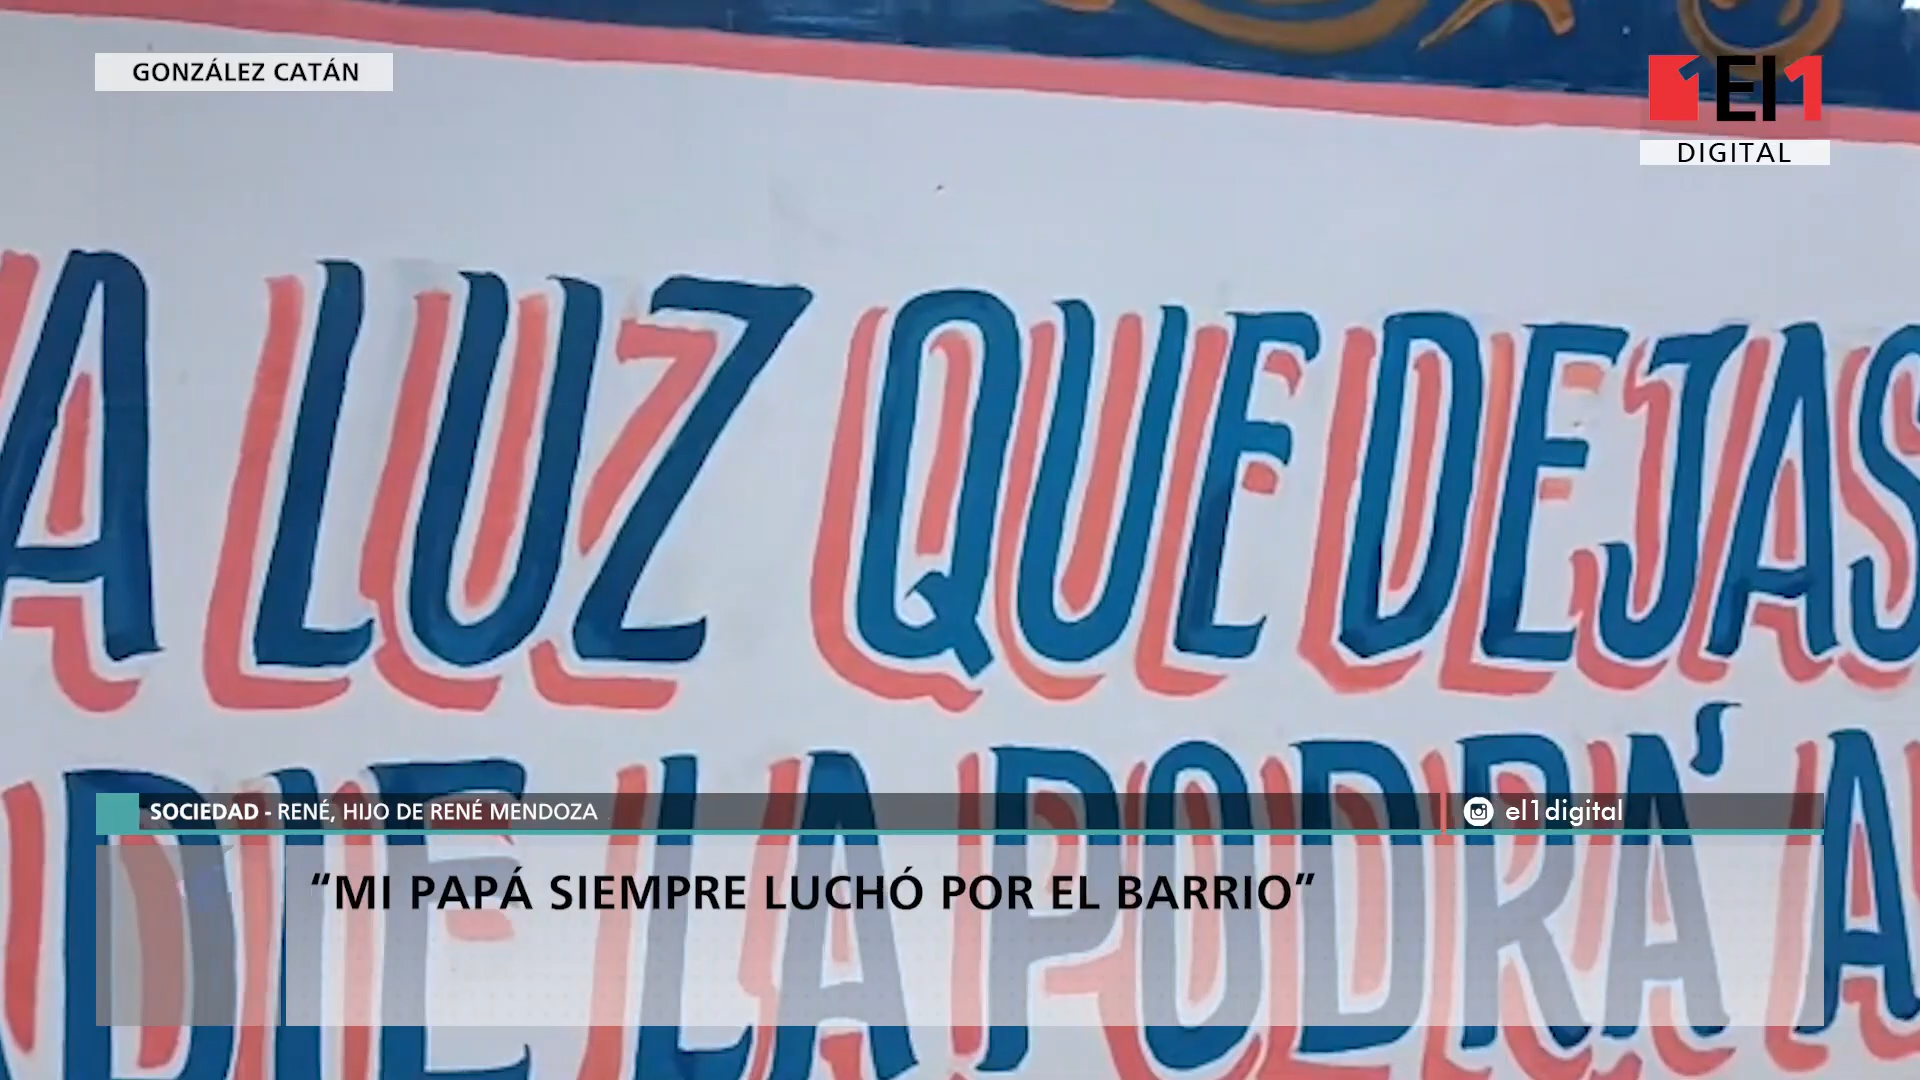 GONZÁLEZ CATÁN
1 El1
DIGITAL
A LUZ QUE DEJAS
DIE LA PODRÁ A
SOCIEDAD - RENÉ, HIJO DE RENÉ MENDOZA
el1digital
“MI PAPÁ SIEMPRE LUCHÓ POR EL BARRIO”